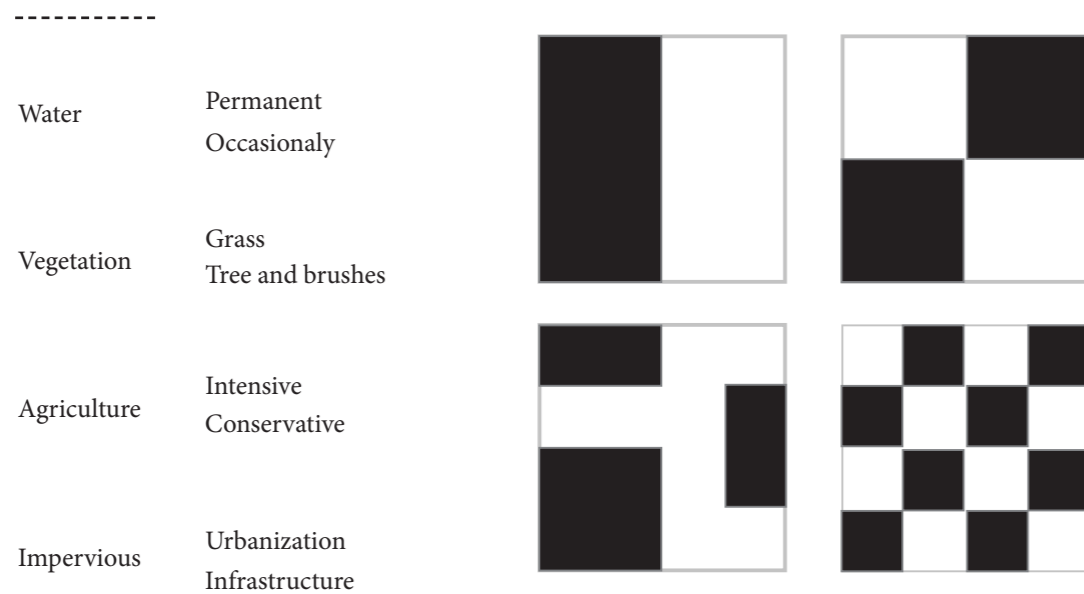 Water
Permanent
Occasionaly
Vegetation
Grass
Tree and brushes
Agriculture
Intensive
Conservative
Impervious
Urbanization
Infrastructure